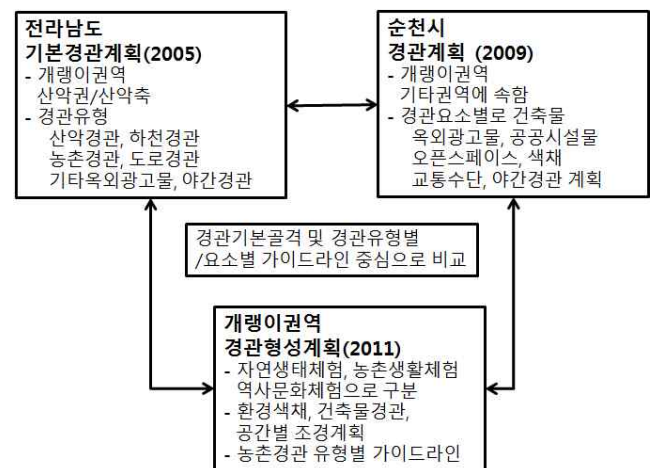 전라남도
기본경관계획(2005)
- 개랭이권역
산악권/산악축
- 경관유형
산악경관, 하천경관
농촌경관, 도로경관
기타옥외광고물, 야간경관
순천시
경관계획 (2009)
- 개랭이권역
기타권역에 속함
- 경관요소별로 건축물
옥외광고물, 공공시설물
오픈스페이스, 색채
교통수단, 야간경관 계획
경관기본골격 및 경관유형별
/요소별 가이드라인 중심으로 비교
개랭이권역
경관형성계획(2011)
- 자연생태체험, 농촌생활체험
역사문화체험으로 구분
- 환경색채, 건축물경관,
공간별 조경계획
- 농촌경관 유형별 가이드라인